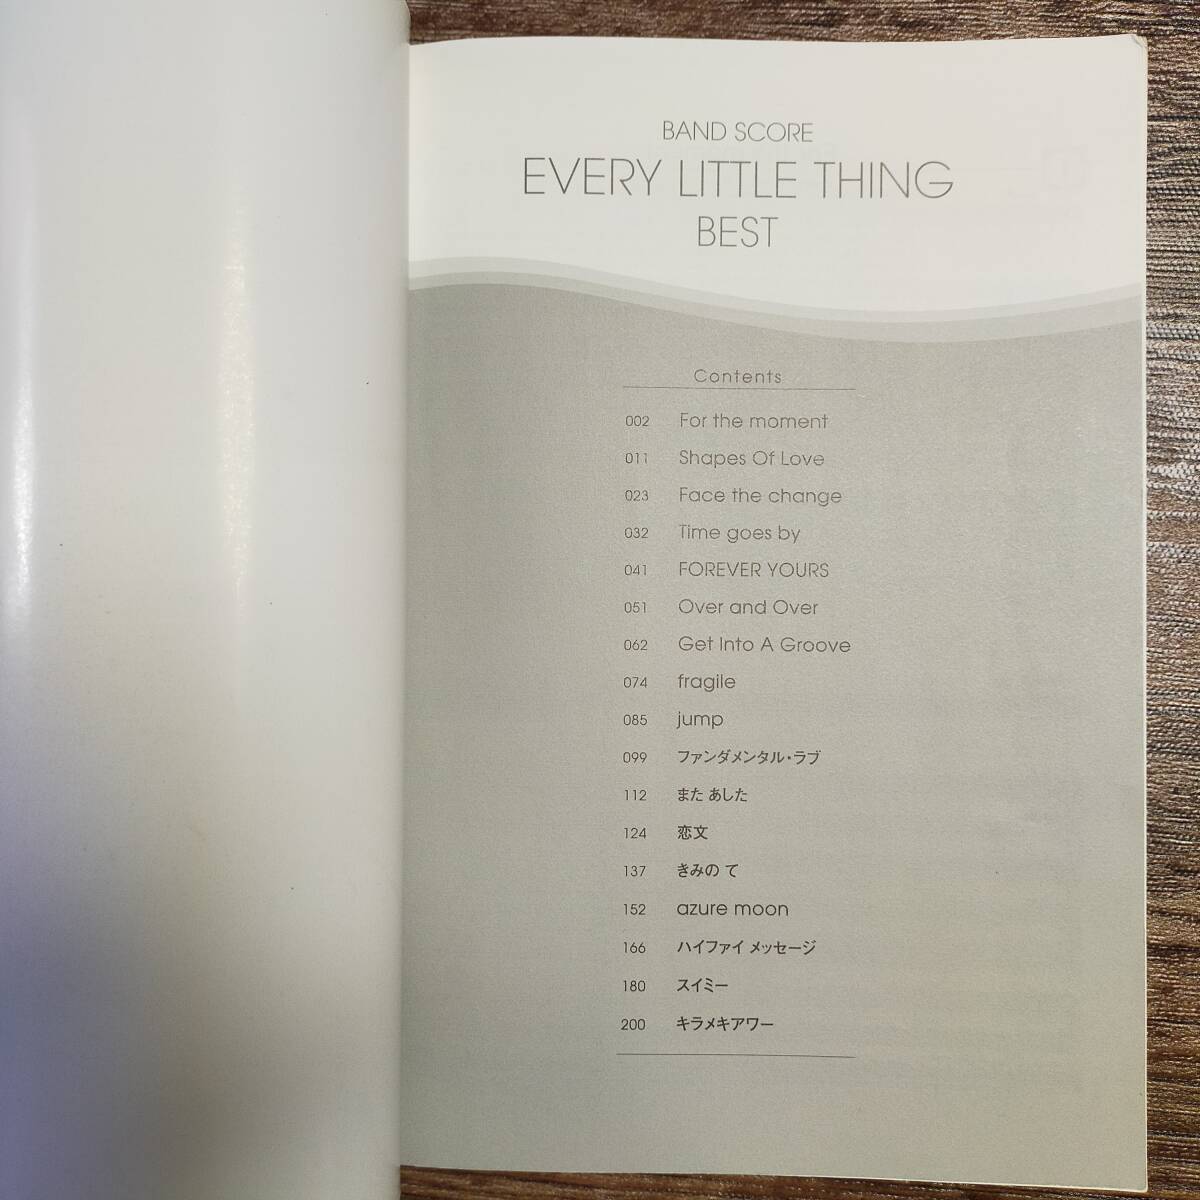 BAND SCORE
EVERY LITTLE THING
BEST
Contents
002 For the moment
011 Shapes Of Love
023 Face the change
032 Time goes by
041 FOREVER YOURS
051 Over and Over
062 Get Into A Groove
074 fragile
085 jump
099 ファンダメンタル・ラブ
112 また あした
124 恋文
137 きみの て
152 azure moon
166 ハイファイ メッセージ
180 スイミー
200 キラメキアワー